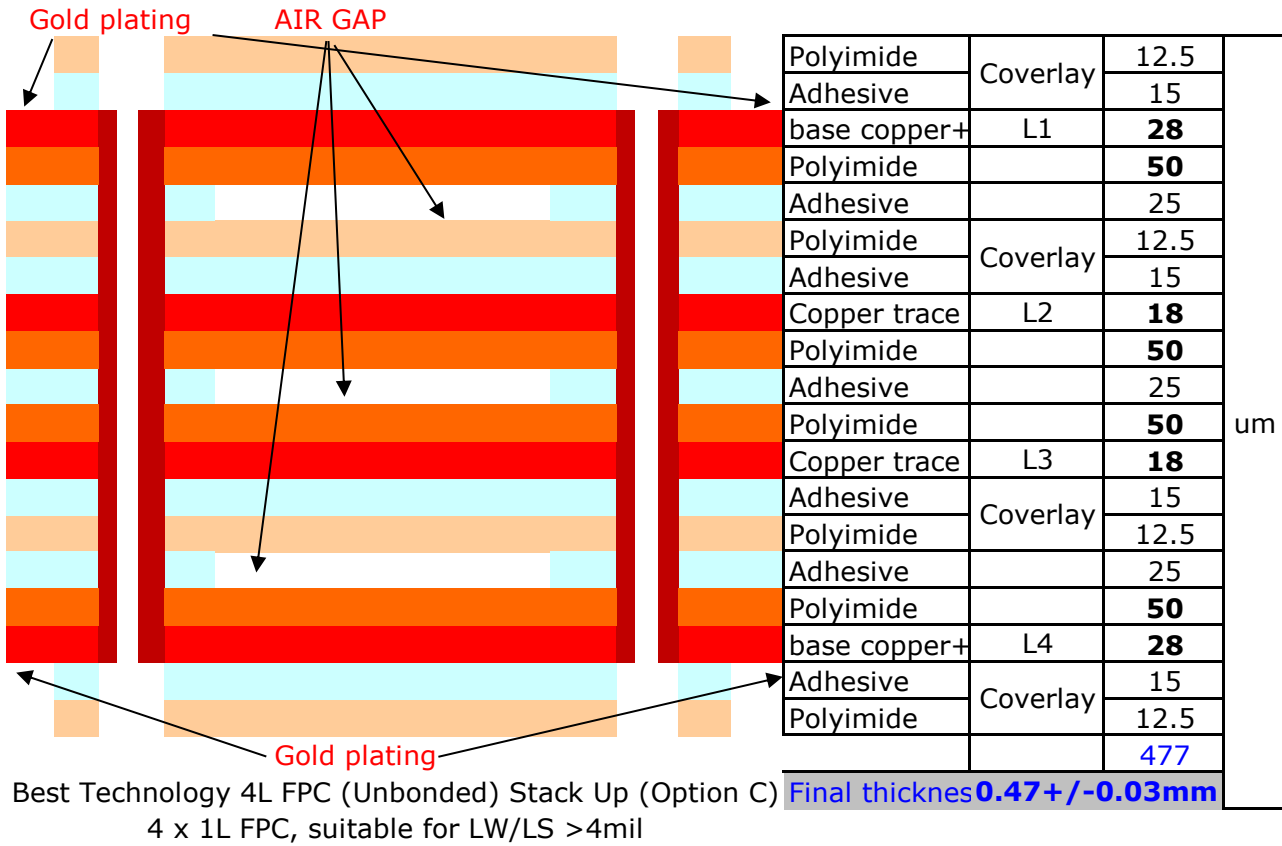 Gold plating AIR GAP
Polyimide Coverlay 12.5
Adhesive 15
base copper+ L1 28
Polyimide 50
Adhesive 25
Polyimide Coverlay 12.5
Adhesive 15
Copper trace L2 18
Polyimide 50
Adhesive 25
Polyimide 50 um
Copper trace L3 18
Adhesive Coverlay 15
Polyimide 12.5
Adhesive 25
Polyimide 50
base copper+ L4 28
Adhesive Coverlay 15
Polyimide 12.5
Gold plating 477
Best Technology 4L FPC (Unbonded) Stack Up (Option C) Final thicknes 0.47+/-0.03mm
4 x 1L FPC, suitable for LW/LS >4mil